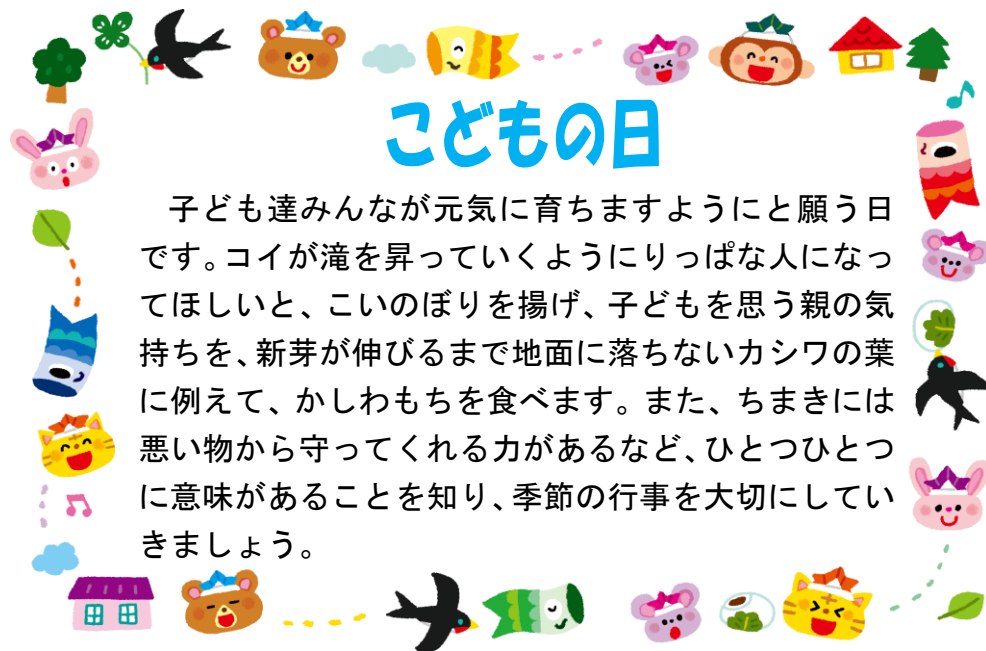 こどもの日
子ども達みんなが元気に育ちますようにと願う日
です。コイが滝を昇っていくようにりっぱな人になっ
てほしいと、こいのぼりを揚げ、子どもを思う親の気
持ちを、新芽が伸びるまで地面に落ちないカシワの葉
に例えて、かしわもちを食べます。また、ちまきには
悪い物から守ってくれる力があるなど、ひとつひとつ
に意味があることを知り、季節の行事を大切にしてい
きましょう。